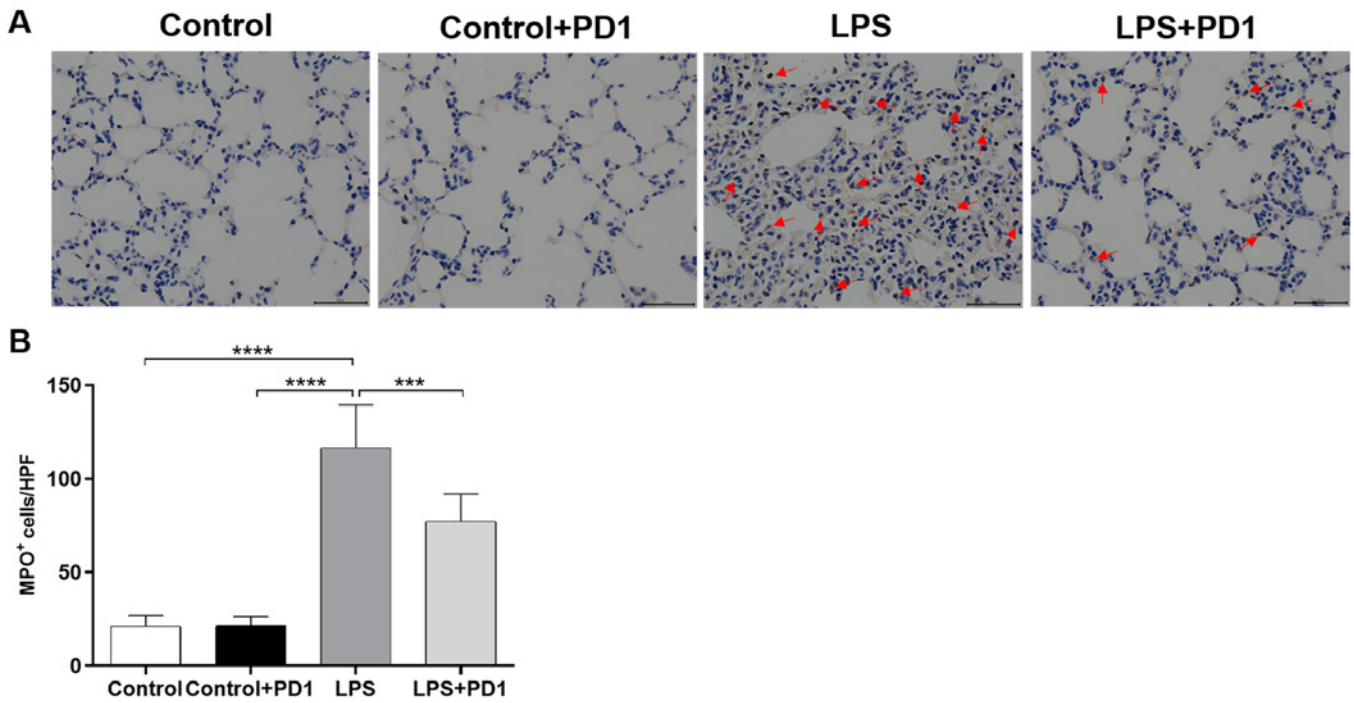 A
Control
Control+PD1
LPS
LPS+PD1
B
****
**** ***
150
100
50
0
MPO⁺ cells/HPF
Control Control+PD1 LPS LPS+PD1